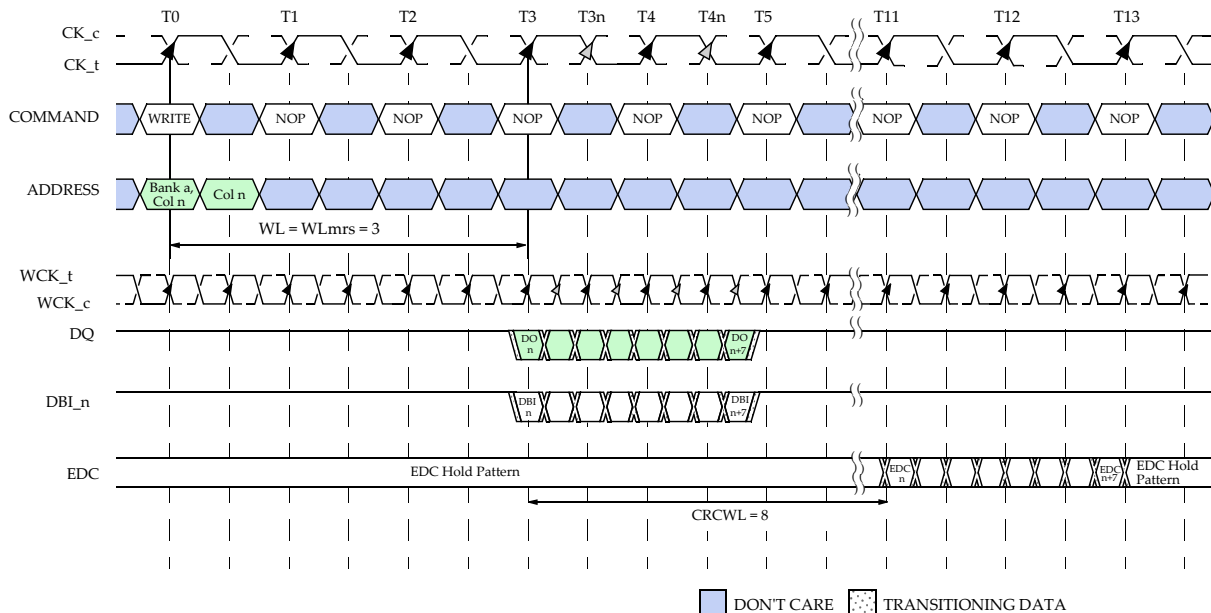 T0 T1 T2 T3 T3n T4 T4n T5 T11 T12 T13
CK_c
CK_t
COMMAND WRITE NOP NOP NOP NOP NOP NOP NOP NOP
ADDRESS Bank a, Col n Col n
WL = WLmrs = 3
WCK_t
WCK_c
DQ DO n DO n+7
DBI_n DBI n DBI n+7
EDC EDC Hold Pattern EDC n EDC n+7 EDC Hold Pattern
CRCWL = 8
DON'T CARE TRANSITIONING DATA